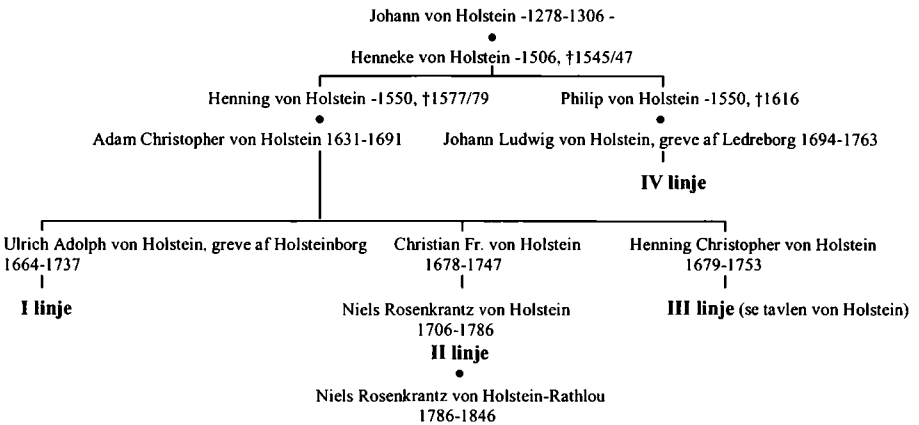 Johann von Holstein -1278-1306 -
Henneke von Holstein -1506, †1545/47
Henning von Holstein -1550, †1577/79
Philip von Holstein -1550, †1616
Adam Christopher von Holstein 1631-1691
Johann Ludwig von Holstein, greve af Ledreborg 1694-1763
IV linje
Ulrich Adolph von Holstein, greve af Holsteinborg
1664-1737
I linje
Christian Fr. von Holstein
1678-1747
Niels Rosenkrantz von Holstein
1706-1786
II linje
Niels Rosenkrantz von Holstein-Rathlou
1786-1846
Henning Christopher von Holstein
1679-1753
III linje (se tavlen von Holstein)